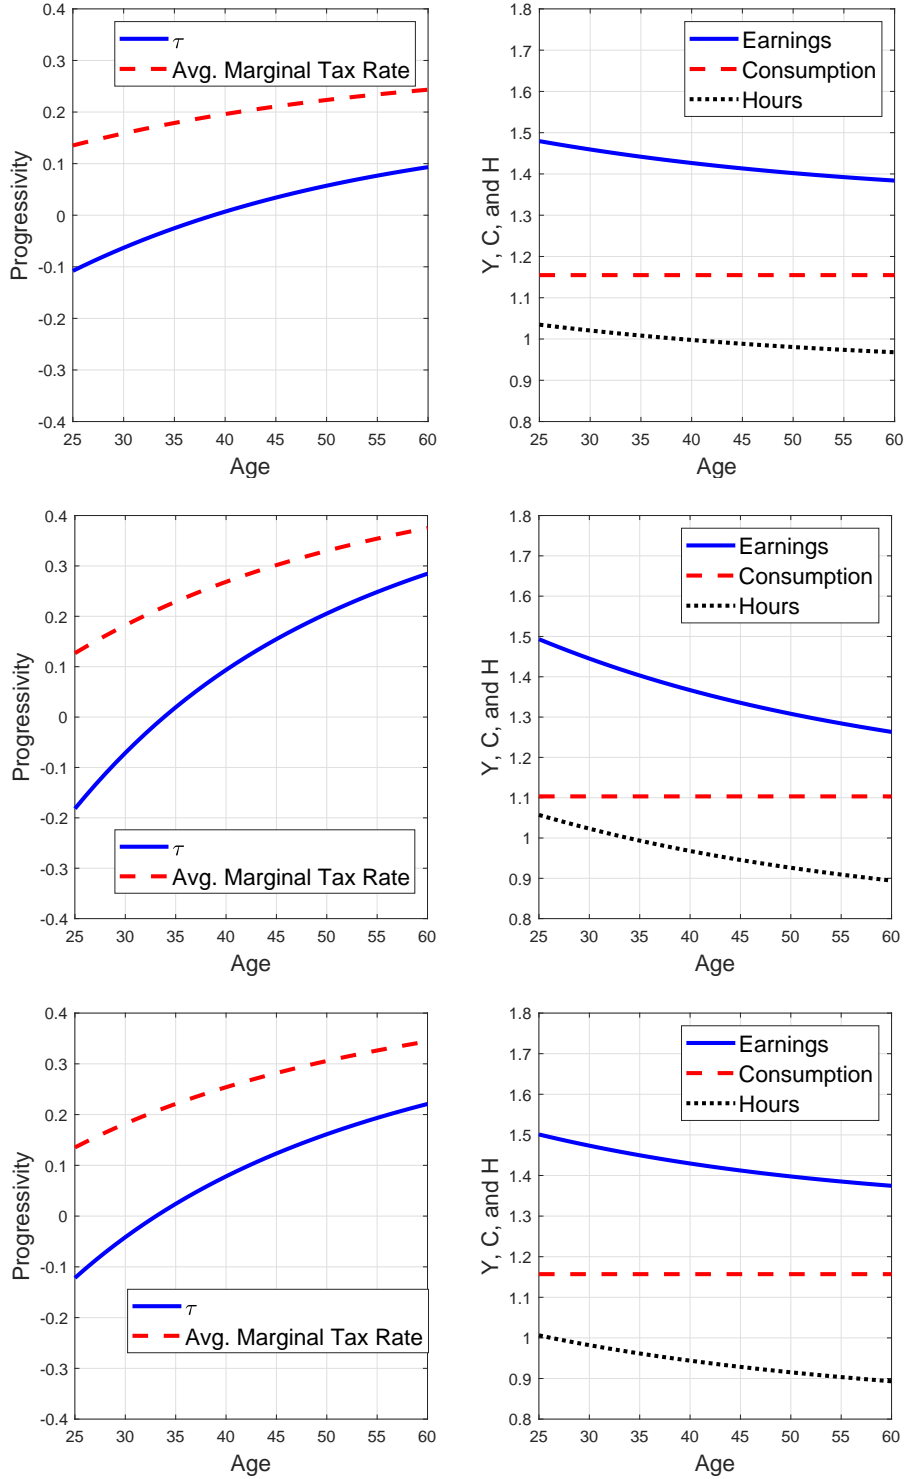 τ
Avg. Marginal Tax Rate
Progressivity
0.4
0.3
0.2
0.1
0
-0.1
-0.2
-0.3
-0.4
25 30 35 40 45 50 55 60
Age
Earnings
Consumption
Hours
Y, C, and H
1.8
1.7
1.6
1.5
1.4
1.3
1.2
1.1
1
0.9
0.8
25 30 35 40 45 50 55 60
Age
τ
Avg. Marginal Tax Rate
Progressivity
0.4
0.3
0.2
0.1
0
-0.1
-0.2
-0.3
-0.4
25 30 35 40 45 50 55 60
Age
Earnings
Consumption
Hours
Y, C, and H
1.8
1.7
1.6
1.5
1.4
1.3
1.2
1.1
1
0.9
0.8
25 30 35 40 45 50 55 60
Age
τ
Avg. Marginal Tax Rate
Progressivity
0.4
0.3
0.2
0.1
0
-0.1
-0.2
-0.3
-0.4
25 30 35 40 45 50 55 60
Age
Earnings
Consumption
Hours
Y, C, and H
1.8
1.7
1.6
1.5
1.4
1.3
1.2
1.1
1
0.9
0.8
25 30 35 40 45 50 55 60
Age